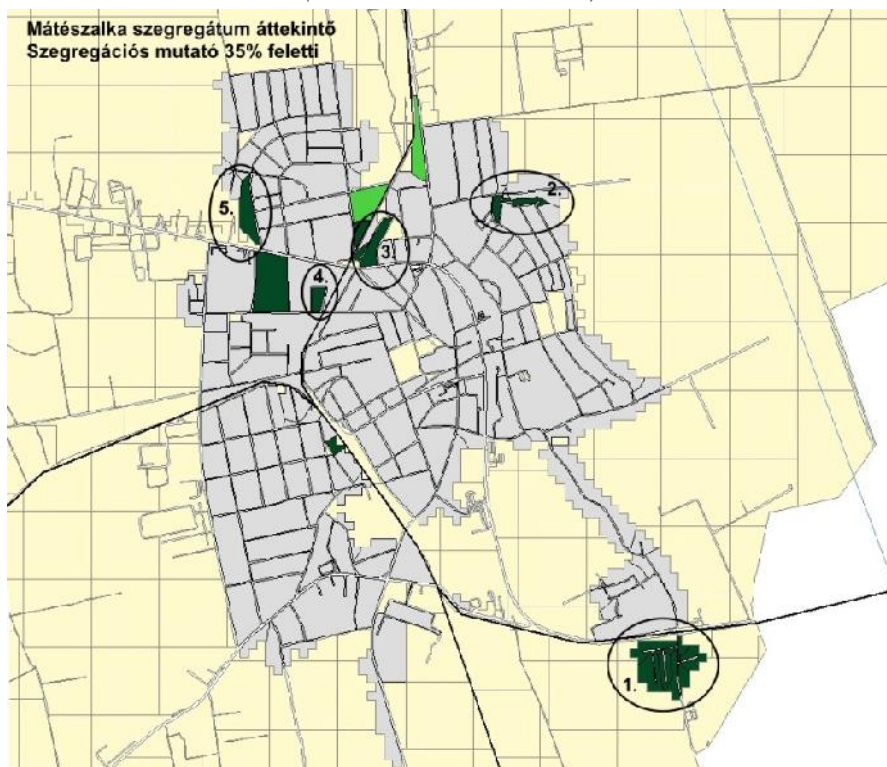 Mátészalka szegregátum áttekintő
Szegregációs mutató 35% feletti
2.
5.
3.
4.
1.